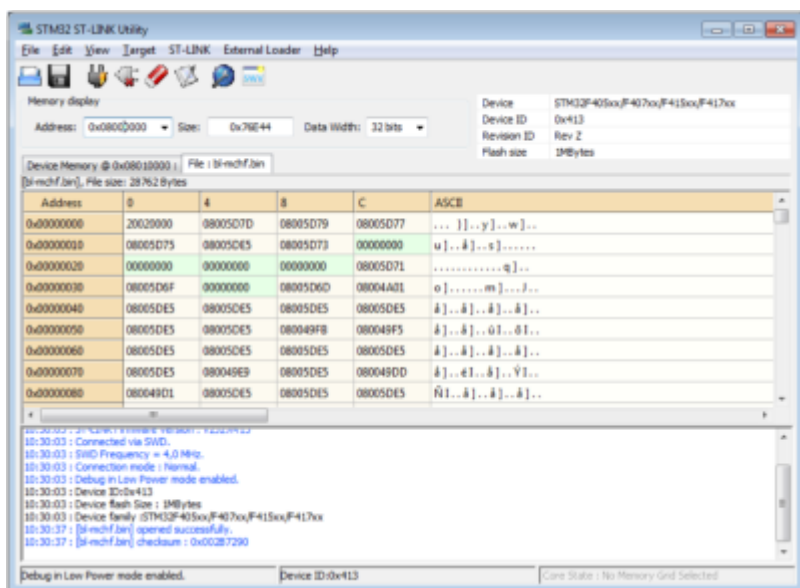 STM32 ST-LINK Utility
File Edit View Target ST-LINK External Loader Help
Memory display
Address: 0x08000000 Size: 0x76E44 Data Width: 32 bits
Device STM32F405xx/F407xx/F415xx/F417xx
Device ID 0x413
Revision ID Rev Z
Flash size 1MBytes
Device Memory @ 0x08010000 : File : bl-mchf.bin
[bl-mchf.bin], File size: 28762 Bytes
Address 0 4 8 C ASCII
0x00000000 20020000 08005D7D 08005D79 08005D77 ... }]..y]..w]..
0x00000010 08005D75 08005DE5 08005D73 00000000 u]..å]..s]......
0x00000020 00000000 00000000 00000000 08005D71 ............q]..
0x00000030 08005D6F 00000000 08005D6D 08004A01 o]......m]...J..
0x00000040 08005DE5 08005DE5 08005DE5 08005DE5 å]..å]..å]..å]..
0x00000050 08005DE5 08005DE5 080049FB 080049F5 å]..å]..ûI..õI..
0x00000060 08005DE5 08005DE5 08005DE5 08005DE5 å]..å]..å]..å]..
0x00000070 08005DE5 080049E9 08005DE5 080049DD å]..éI..å]..ÝI..
0x00000080 080049D1 08005DE5 08005DE5 08005DE5 ÑI..å]..å]..å]..
10:30:03 : Connected via SWD.
10:30:03 : SWD Frequency = 4,0 MHz.
10:30:03 : Connection mode : Normal.
10:30:03 : Debug in Low Power mode enabled.
10:30:03 : Device ID:0x413
10:30:03 : Device flash Size : 1MBytes
10:30:03 : Device family :STM32F405xx/F407xx/F415xx/F417xx
10:30:37 : [bl-mchf.bin] opened successfully.
10:30:37 : [bl-mchf.bin] checksum : 0x002B7290
Debug in Low Power mode enabled. Device ID:0x413 Core State : No Memory Grid Selected